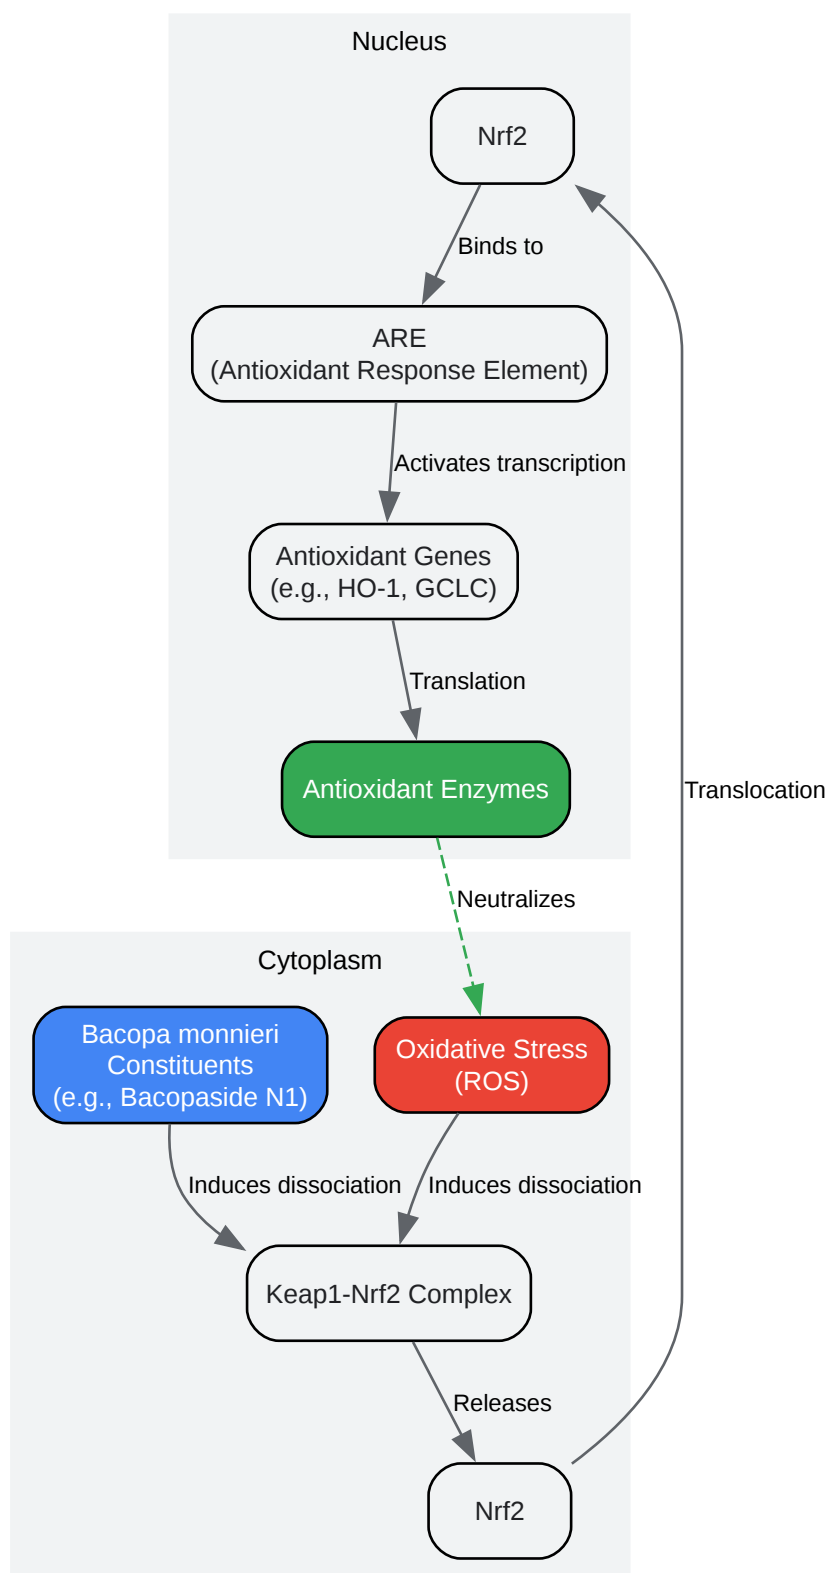 Nucleus
Nrf2
Binds to
ARE
(Antioxidant Response Element)
Activates transcription
Antioxidant Genes
(e.g., HO-1, GCLC)
Translation
Antioxidant Enzymes
Translocation
Neutralizes
Cytoplasm
Bacopa monnieri
Constituents
(e.g., Bacopaside N1)
Oxidative Stress
(ROS)
Induces dissociation
Induces dissociation
Keap1-Nrf2 Complex
Releases
Nrf2